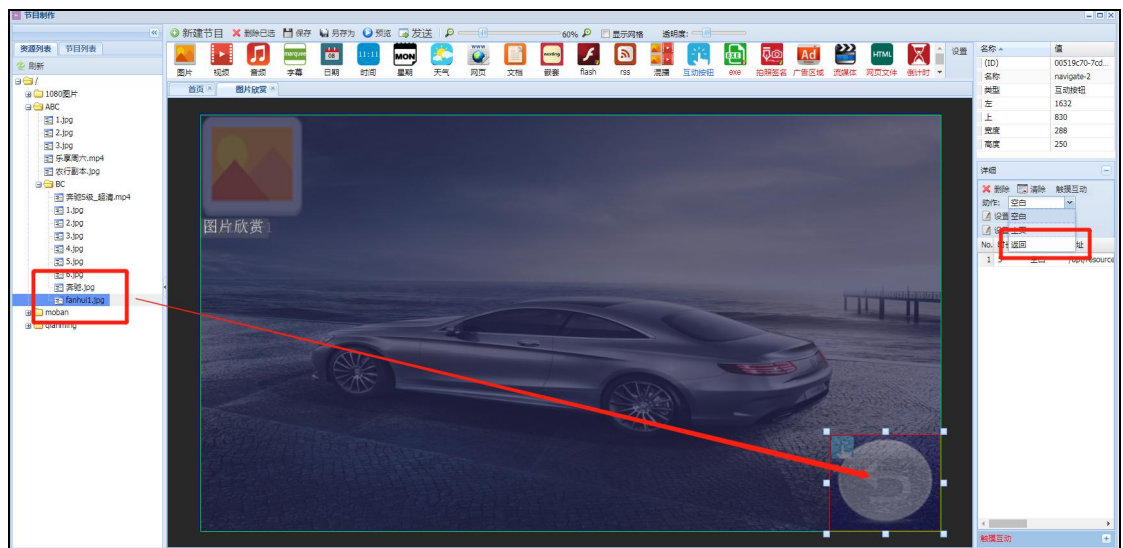 节目制作
新建节目 删除已选 保存 另存为 预览 发送 60% 显示网格 透明度:
资源列表 节目列表
刷新
/
1080图片
ABC
1.jpg
2.jpg
3.jpg
乐享周六.mp4
农行副本.jpg
BC
奔驰S级_超清.mp4
1.jpg
2.jpg
3.jpg
4.jpg
5.jpg
6.jpg
奔驰.jpg
fanhui1.jpg
moban
qianming
图片 视频 音频 字幕 日期 时间 星期 天气 网页 文档 嵌套 flash rss 混播 互动按钮 exe 拍照签名 广告区域 流媒体 网页文件 倒计时
设置
首页 图片欣赏
图片欣赏
名称 值
(ID) 00519c70-7cd...
名称 navigate-2
类型 互动按钮
左 1632
上 830
宽度 288
高度 250
详细
删除 清除 触摸互动
动作: 空白
设置 空白
主页
No. 返回
1 5 空白 /opt/resource
触摸互动